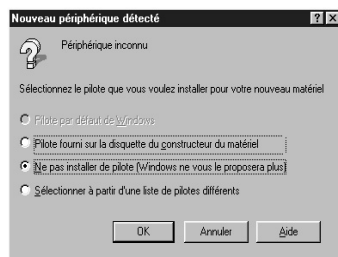 Nouveau périphérique détecté
Périphérique inconnu
Sélectionnez le pilote que vous voulez installer pour votre nouveau matériel
Pilote par défaut de Windows
Pilote fourni sur la disquette du constructeur du matériel
Ne pas installer de pilote (Windows ne vous le proposera plus)
Sélectionner à partir d'une liste de pilotes différents
OK Annuler Aide